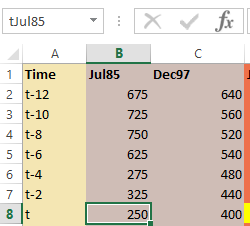 tJul85
fx
A B C
1 Time Jul85 Dec97
2 t-12 675 640
3 t-10 725 560
4 t-8 750 520
5 t-6 625 540
6 t-4 275 480
7 t-2 325 440
8 t 250 400